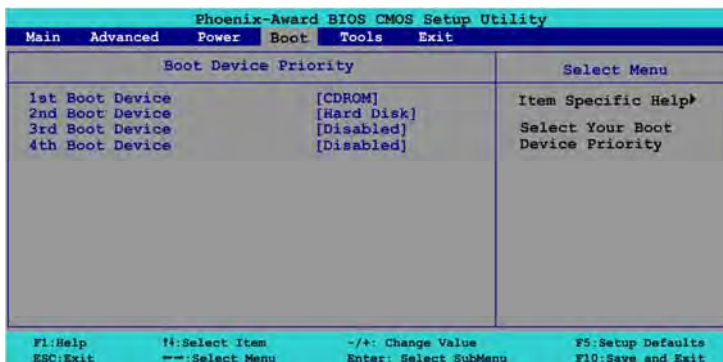 Phoenix-Award BIOS CMOS Setup Utility
Main Advanced Power Boot Tools Exit
Boot Device Priority
Select Menu
1st Boot Device [CDROM]
2nd Boot Device [Hard Disk]
3rd Boot Device [Disabled]
4th Boot Device [Disabled]
Item Specific Help
Select Your Boot
Device Priority
F1:Help ↑↓:Select Item -/+: Change Value F5:Setup Defaults
ESC:Exit ←→:Select Menu Enter: Select SubMenu F10:Save and Exit